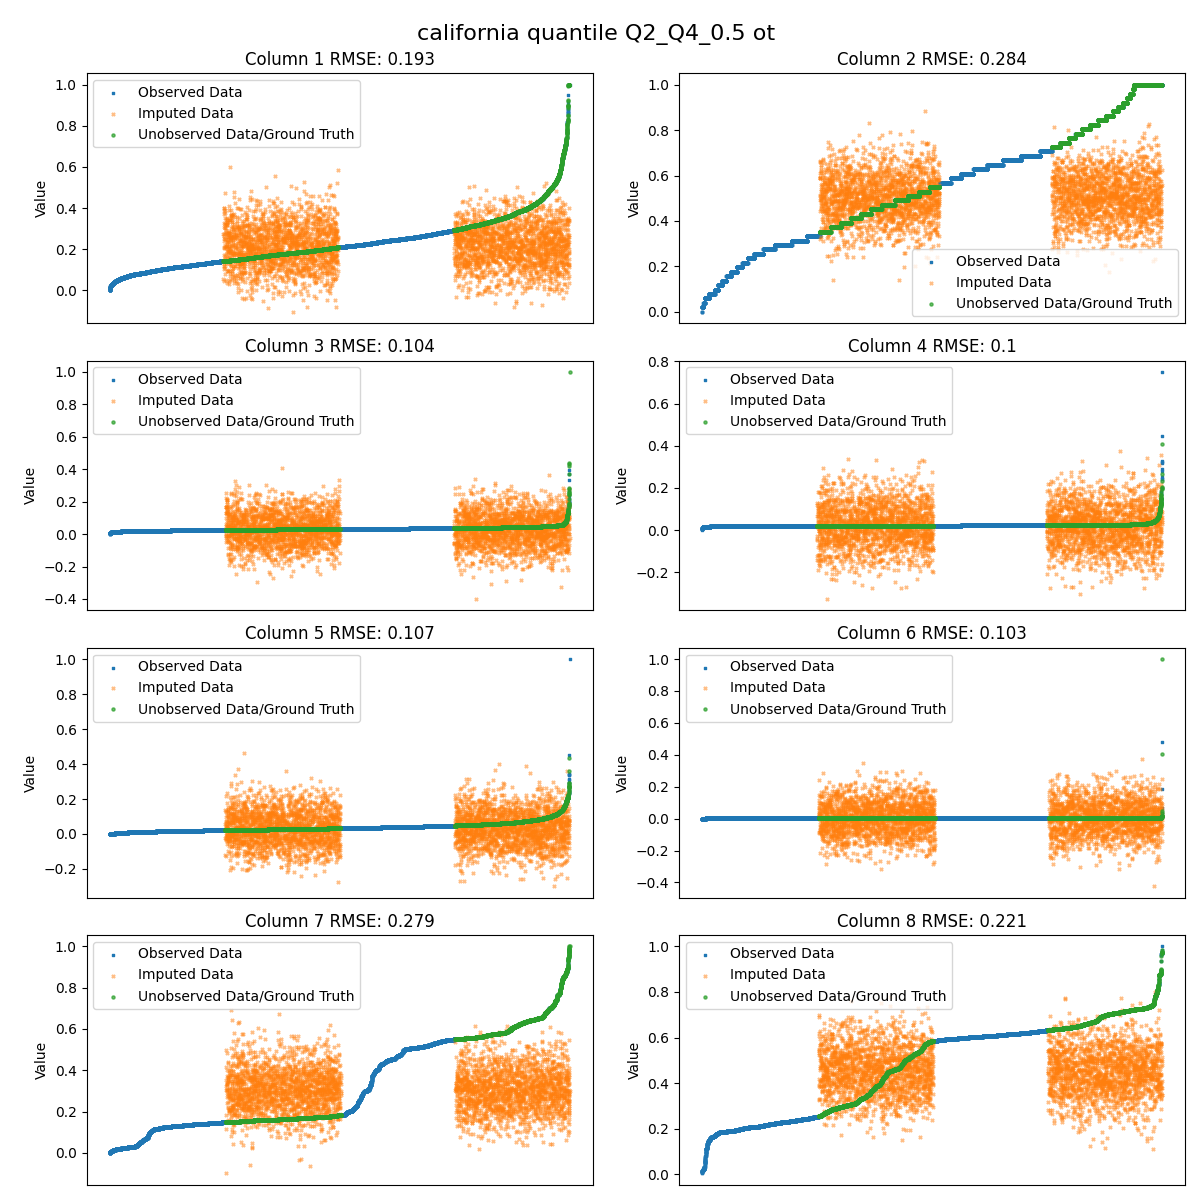 california quantile Q2_Q4_0.5 ot
Column 1 RMSE: 0.193
Value
1.0
0.8
0.6
0.4
0.2
0.0
Observed Data
Imputed Data
Unobserved Data/Ground Truth
Column 2 RMSE: 0.284
Value
1.0
0.8
0.6
0.4
0.2
0.0
Observed Data
Imputed Data
Unobserved Data/Ground Truth
Column 3 RMSE: 0.104
Value
1.0
0.8
0.6
0.4
0.2
0.0
−0.2
−0.4
Observed Data
Imputed Data
Unobserved Data/Ground Truth
Column 4 RMSE: 0.1
Value
0.8
0.6
0.4
0.2
0.0
−0.2
Observed Data
Imputed Data
Unobserved Data/Ground Truth
Column 5 RMSE: 0.107
Value
1.0
0.8
0.6
0.4
0.2
0.0
−0.2
Observed Data
Imputed Data
Unobserved Data/Ground Truth
Column 6 RMSE: 0.103
Value
1.0
0.8
0.6
0.4
0.2
0.0
−0.2
−0.4
Observed Data
Imputed Data
Unobserved Data/Ground Truth
Column 7 RMSE: 0.279
Value
1.0
0.8
0.6
0.4
0.2
0.0
Observed Data
Imputed Data
Unobserved Data/Ground Truth
Column 8 RMSE: 0.221
Value
1.0
0.8
0.6
0.4
0.2
0.0
Observed Data
Imputed Data
Unobserved Data/Ground Truth